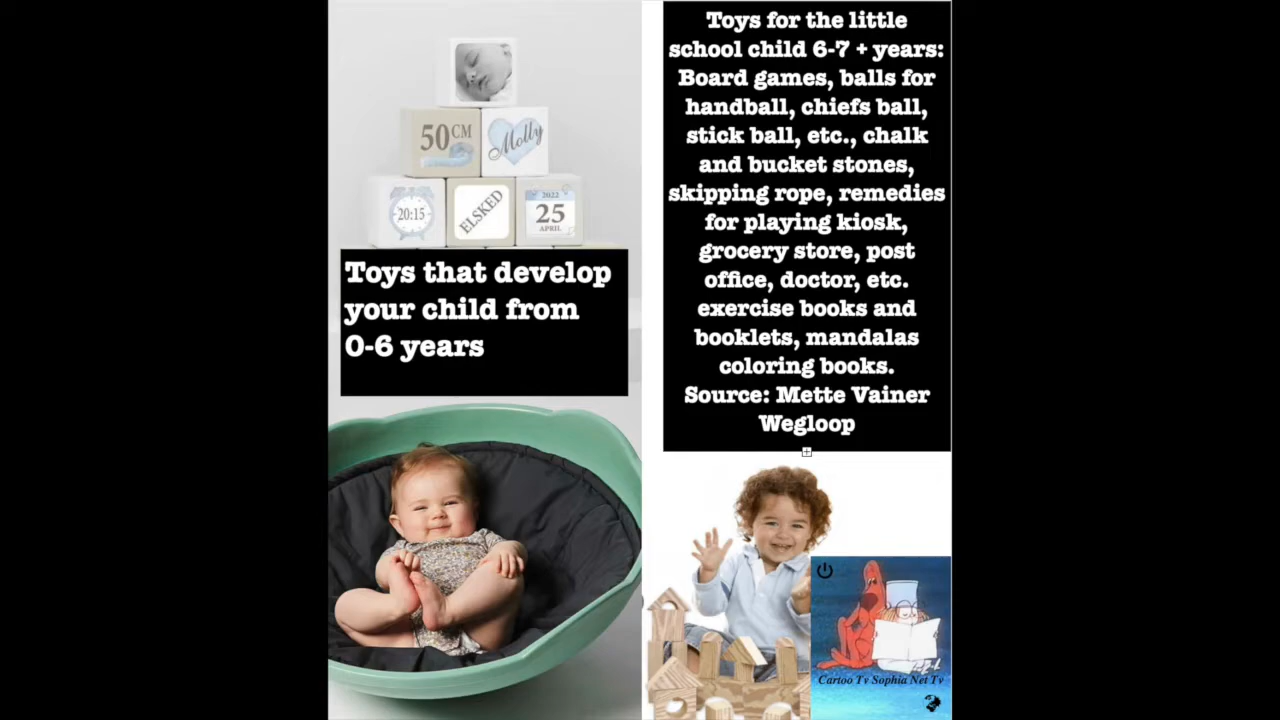 50CM
Molly
20:15
ELSKED
2022
25
APRIL
Toys that develop
your child from
0-6 years
Toys for the little
school child 6-7 + years:
Board games, balls for
handball, chiefs ball,
stick ball, etc., chalk
and bucket stones,
skipping rope, remedies
for playing kiosk,
grocery store, post
office, doctor, etc.
exercise books and
booklets, mandalas
coloring books.
Source: Mette Vainer
Wegloop
Cartoo Tv Sophia Net Tv